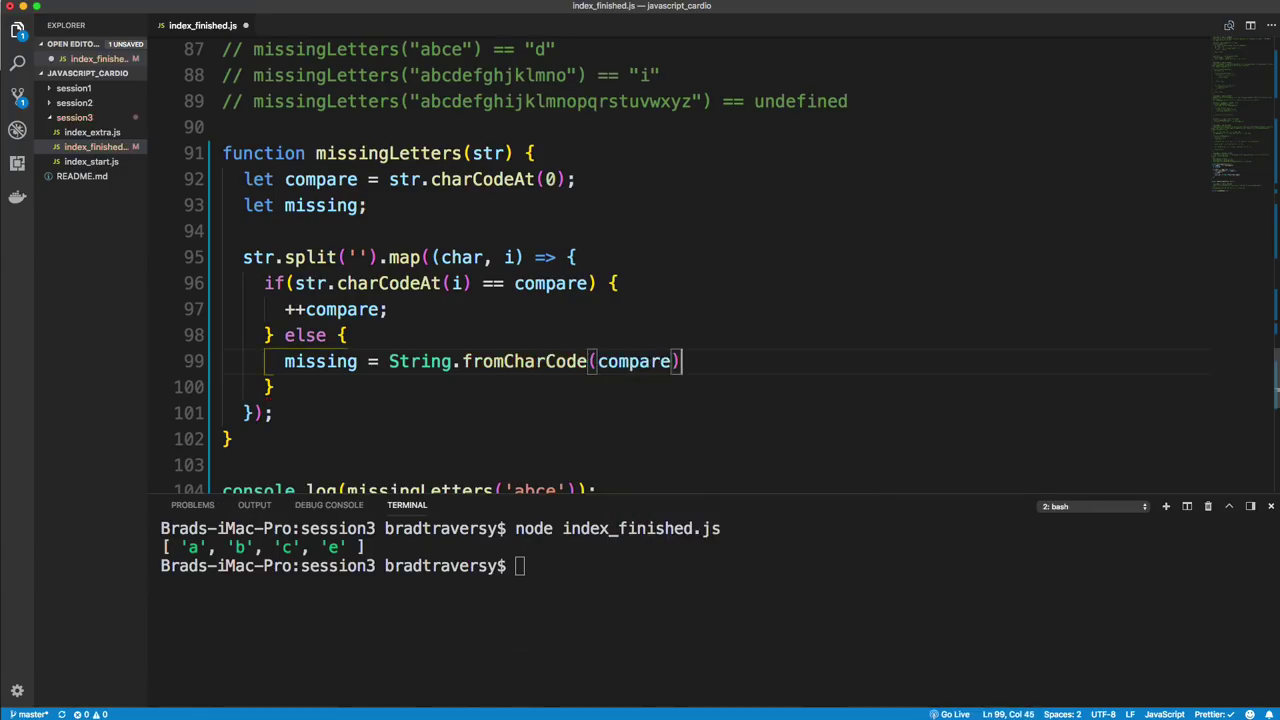 index_finished.js — javascript_cardio
EXPLORER
index_finished.js
OPEN EDITO... 1 UNSAVED
index_finishe... M
JAVASCRIPT_CARDIO
session1
session2
session3
JS index_extra.js
JS index_finished... M
JS index_start.js
README.md
87 // missingLetters("abce") == "d"
88 // missingLetters("abcdefghjklmno") == "i"
89 // missingLetters("abcdefghijklmnopqrstuvwxyz") == undefined
90
91 function missingLetters(str) {
92 let compare = str.charCodeAt(0);
93 let missing;
94
95 str.split('').map((char, i) => {
96 if(str.charCodeAt(i) == compare) {
97 ++compare;
98 } else {
99 missing = String.fromCharCode(compare)
100 }
101 });
102 }
103
104 console.log(missingLetters('abce'));
PROBLEMS OUTPUT DEBUG CONSOLE TERMINAL 2: bash
Brads-iMac-Pro:session3 bradtraversy$ node index_finished.js
[ 'a', 'b', 'c', 'e' ]
Brads-iMac-Pro:session3 bradtraversy$
master* 0 0 Go Live Ln 99, Col 45 Spaces: 2 UTF-8 LF JavaScript Prettier: ✓